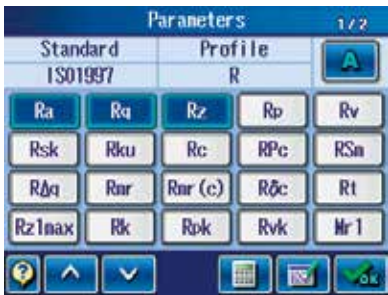 Parameters 1/2
Standard Profile
ISO1997 R
A
Ra Rq Rz Rp Rv
Rsk Rku Rc RPc RSm
RΔq Rmr Rmr(c) Rδc Rt
Rz1max Rk Rpk Rvk Mr1
? OK